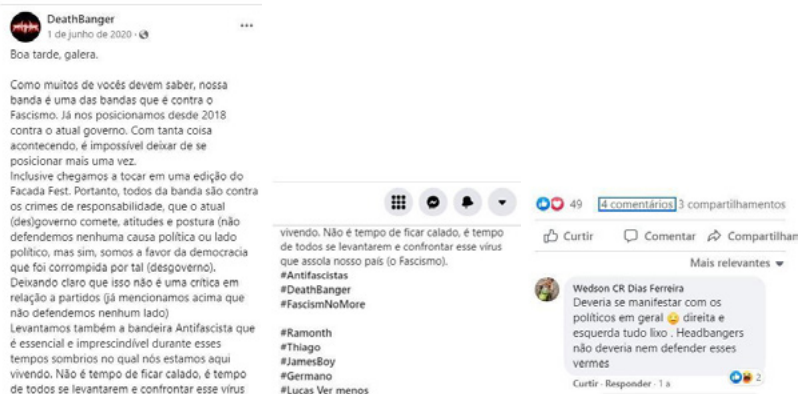 DeathBanger
1 de junho de 2020 ·
Boa tarde, galera.
Como muitos de vocês devem saber, nossa
banda é uma das bandas que é contra o
Fascismo. Já nos posicionamos desde 2018
contra o atual governo. Com tanta coisa
acontecendo, é impossível deixar de se
posicionar mais uma vez.
Inclusive chegamos a tocar em uma edição do
Facada Fest. Portanto, todos da banda são contra
os crimes de responsabilidade, que o atual
(des)governo comete, atitudes e postura (não
defendemos nenhuma causa política ou lado
político, mas sim, somos a favor da democracia
que foi corrompida por tal (desgoverno).
Deixando claro que isso não é uma crítica em
relação a partidos (já mencionamos acima que
não defendemos nenhum lado)
Levantamos também a bandeira Antifascista que
é essencial e imprescindível durante esses
tempos sombrios no qual nós estamos aqui
vivendo. Não é tempo de ficar calado, é tempo
de todos se levantarem e confrontar esse vírus
vivendo. Não é tempo de ficar calado, é tempo
de todos se levantarem e confrontar esse vírus
que assola nosso país (o Fascismo).
#Antifascistas
#DeathBanger
#FascismNoMore
#Ramonth
#Thiago
#JamesBoy
#Germano
#Lucas Ver menos
49 4 comentários 3 compartilhamentos
Curtir Comentar Compartilhar
Mais relevantes
Wedson CR Dias Ferreira
Deveria se manifestar com os
políticos em geral 😄 direita e
esquerda tudo lixo . Headbangers
não deveria nem defender esses
vermes
Curtir · Responder · 1 a
2